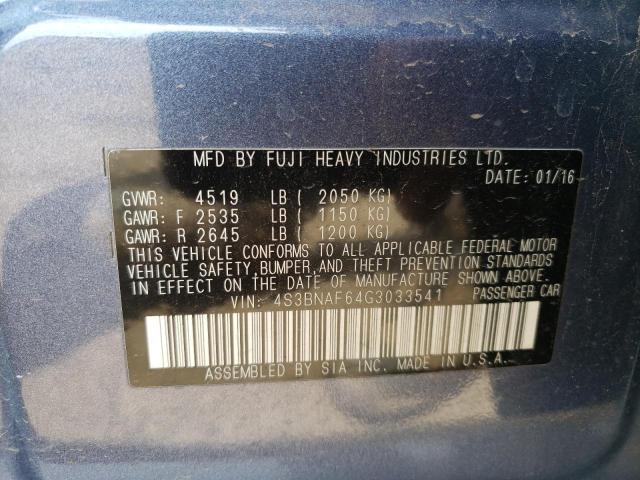 MFD BY FUJI HEAVY INDUSTRIES LTD.
DATE: 01/16
GVWR: 4519 LB ( 2050 KG)
GAWR: F 2535 LB ( 1150 KG)
GAWR: R 2645 LB ( 1200 KG)
THIS VEHICLE CONFORMS TO ALL APPLICABLE FEDERAL MOTOR
VEHICLE SAFETY, BUMPER, AND THEFT PREVENTION STANDARDS
IN EFFECT ON THE DATE OF MANUFACTURE SHOWN ABOVE.
VIN: 4S3BNAF64G3033541 PASSENGER CAR
ASSEMBLED BY SIA INC. MADE IN U.S.A.